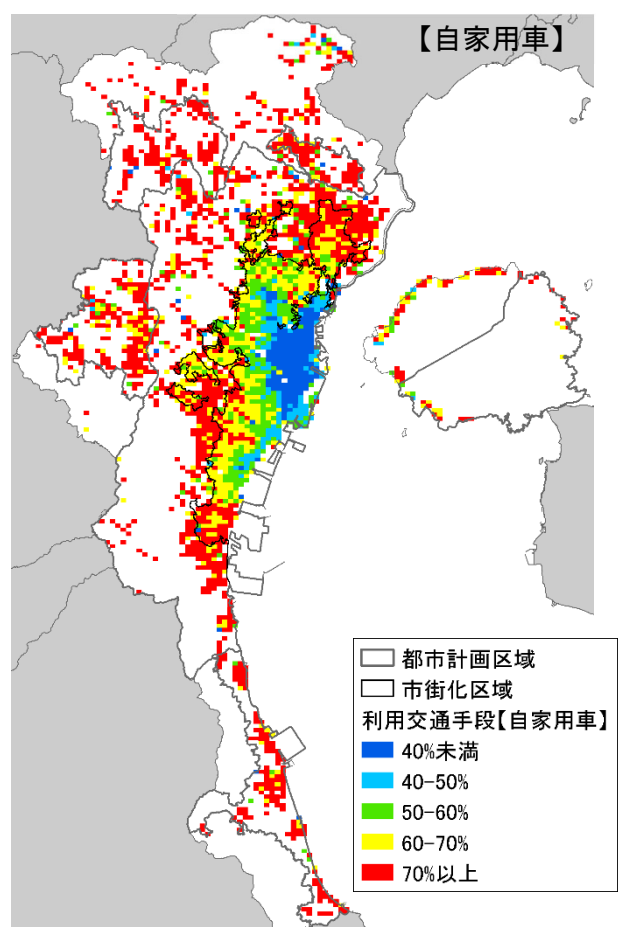 【自家用車】
都市計画区域
市街化区域
利用交通手段【自家用車】
40%未満
40-50%
50-60%
60-70%
70%以上